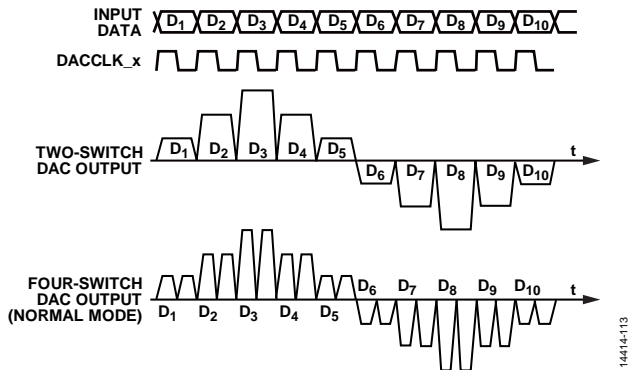 INPUT
DATA
D1 D2 D3 D4 D5 D6 D7 D8 D9 D10
DACCLK_x
TWO-SWITCH
DAC OUTPUT
D1 D2 D3 D4 D5
t
D6 D7 D8 D9 D10
FOUR-SWITCH
DAC OUTPUT
(NORMAL MODE)
D6 D7 D8 D9 D10
t
D1 D2 D3 D4 D5
14414-113